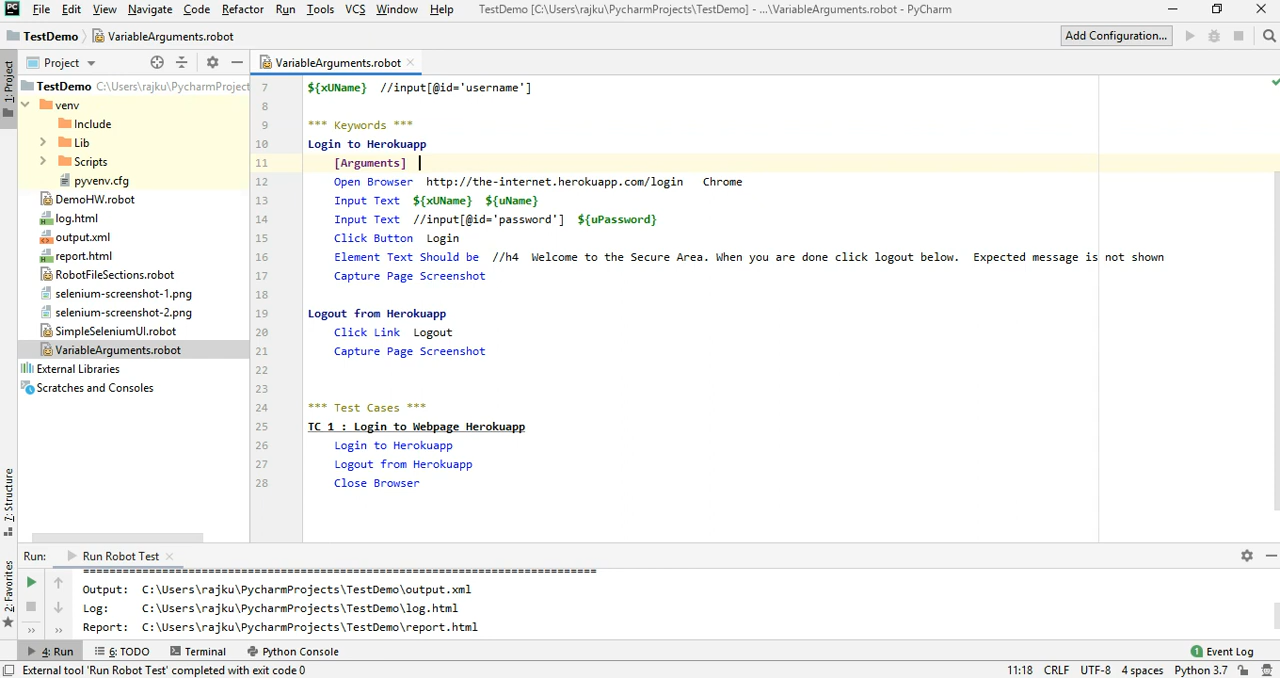 PC File Edit View Navigate Code Refactor Run Tools VCS Window Help TestDemo [C:\Users\rajku\PycharmProjects\TestDemo] - ...\VariableArguments.robot - PyCharm
TestDemo VariableArguments.robot Add Configuration...
1: Project
Project
VariableArguments.robot
TestDemo C:\Users\rajku\PycharmProject
venv
Include
Lib
Scripts
pyvenv.cfg
DemoHW.robot
log.html
output.xml
report.html
RobotFileSections.robot
selenium-screenshot-1.png
selenium-screenshot-2.png
SimpleSeleniumUI.robot
VariableArguments.robot
External Libraries
Scratches and Consoles
7 ${xUName} //input[@id='username']
8
9 *** Keywords ***
10 Login to Herokuapp
11 [Arguments]
12 Open Browser http://the-internet.herokuapp.com/login Chrome
13 Input Text ${xUName} ${uName}
14 Input Text //input[@id='password'] ${uPassword}
15 Click Button Login
16 Element Text Should be //h4 Welcome to the Secure Area. When you are done click logout below. Expected message is not shown
17 Capture Page Screenshot
18
19 Logout from Herokuapp
20 Click Link Logout
21 Capture Page Screenshot
22
23
24 *** Test Cases ***
25 TC 1 : Login to Webpage Herokuapp
26 Login to Herokuapp
27 Logout from Herokuapp
28 Close Browser
Z: Structure
2: Favorites
Run: Run Robot Test
==============================================================================
Output: C:\Users\rajku\PycharmProjects\TestDemo\output.xml
Log: C:\Users\rajku\PycharmProjects\TestDemo\log.html
Report: C:\Users\rajku\PycharmProjects\TestDemo\report.html
4: Run 6: TODO Terminal Python Console 1 Event Log
External tool 'Run Robot Test' completed with exit code 0 11:18 CRLF UTF-8 4 spaces Python 3.7